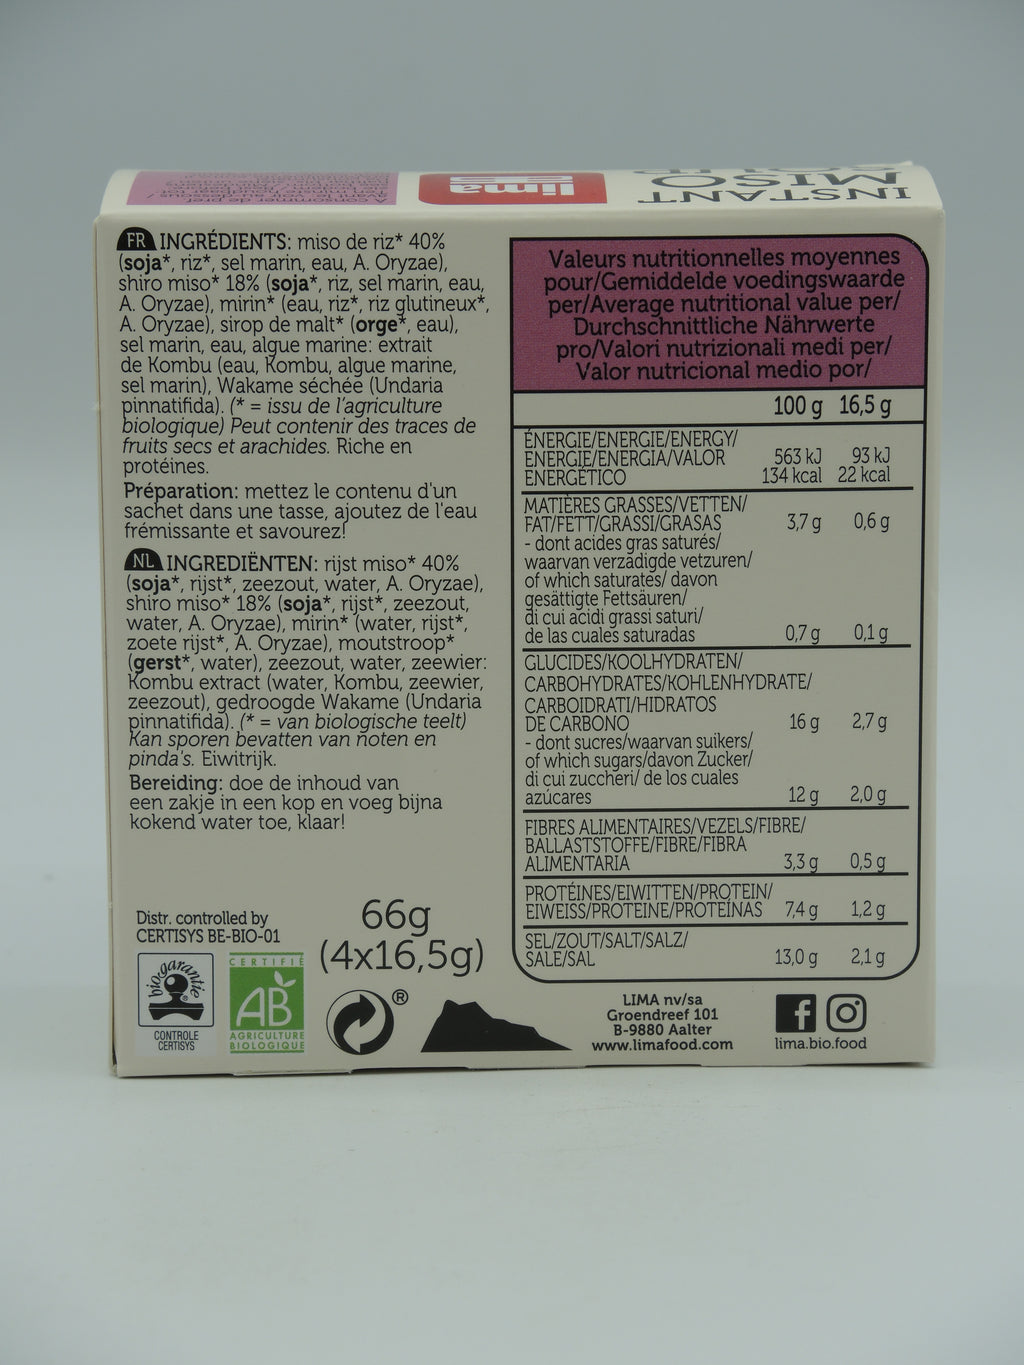 INSTANT
MISO
lima
A consommer de préf.
FR INGRÉDIENTS: miso de riz* 40%
(soja*, riz*, sel marin, eau, A. Oryzae),
shiro miso* 18% (soja*, riz, sel marin, eau,
A. Oryzae), mirin* (eau, riz*, riz glutineux*,
A. Oryzae), sirop de malt* (orge*, eau),
sel marin, eau, algue marine: extrait
de Kombu (eau, Kombu, algue marine,
sel marin), Wakame séchée (Undaria
pinnatifida). (* = issu de l'agriculture
biologique) Peut contenir des traces de
fruits secs et arachides. Riche en
protéines.
Préparation: mettez le contenu d'un
sachet dans une tasse, ajoutez de l'eau
frémissante et savourez!
NL INGREDIËNTEN: rijst miso* 40%
(soja*, rijst*, zeezout, water, A. Oryzae),
shiro miso* 18% (soja*, rijst*, zeezout,
water, A. Oryzae), mirin* (water, rijst*,
zoete rijst*, A. Oryzae), moutstroop*
(gerst*, water), zeezout, water, zeewier:
Kombu extract (water, Kombu, zeewier,
zeezout), gedroogde Wakame (Undaria
pinnatifida). (* = van biologische teelt)
Kan sporen bevatten van noten en
pinda's. Eiwitrijk.
Bereiding: doe de inhoud van
een zakje in een kop en voeg bijna
kokend water toe, klaar!
Distr. controlled by
CERTISYS BE-BIO-01
66g
(4x16,5g)
biogarantie
CONTROLE
CERTISYS
CERTIFIÉ
AB
AGRICULTURE
BIOLOGIQUE
®
Valeurs nutritionnelles moyennes
pour/Gemiddelde voedingswaarde
per/Average nutritional value per/
Durchschnittliche Nährwerte
pro/Valori nutrizionali medi per/
Valor nutricional medio por/
100 g 16,5 g
ÉNERGIE/ENERGIE/ENERGY/
ENERGIE/ENERGIA/VALOR 563 kJ 93 kJ
ENERGÉTICO 134 kcal 22 kcal
MATIÈRES GRASSES/VETTEN/
FAT/FETT/GRASSI/GRASAS 3,7 g 0,6 g
- dont acides gras saturés/
waarvan verzadigde vetzuren/
of which saturates/ davon
gesättigte Fettsäuren/
di cui acidi grassi saturi/
de las cuales saturadas 0,7 g 0,1 g
GLUCIDES/KOOLHYDRATEN/
CARBOHYDRATES/KOHLENHYDRATE/
CARBOIDRATI/HIDRATOS
DE CARBONO 16 g 2,7 g
- dont sucres/waarvan suikers/
of which sugars/davon Zucker/
di cui zuccheri/ de los cuales
azúcares 12 g 2,0 g
FIBRES ALIMENTAIRES/VEZELS/FIBRE/
BALLASTSTOFFE/FIBRE/FIBRA
ALIMENTARIA 3,3 g 0,5 g
PROTÉINES/EIWITTEN/PROTEIN/
EIWEISS/PROTEINE/PROTEÍNAS 7,4 g 1,2 g
SEL/ZOUT/SALT/SALZ/
SALE/SAL 13,0 g 2,1 g
LIMA nv/sa
Groendreef 101
B-9880 Aalter
www.limafood.com
lima.bio.food